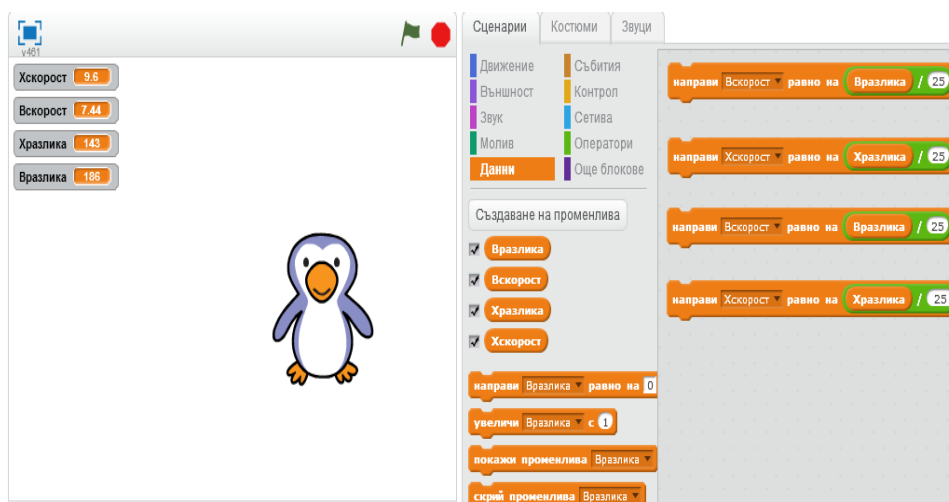 v461
Хскорост 9.6
Вскорост 7.44
Хразлика 143
Вразлика 186
Сценарии Костюми Звуци
Движение Събития
Външност Контрол
Звук Сетива
Молив Оператори
Данни Още блокове
Създаване на променлива
Вразлика
Вскорост
Хразлика
Хскорост
направи Вразлика равно на 0
увеличи Вразлика с 1
покажи променлива Вразлика
скрий променлива Вразлика
направи Вскорост равно на Вразлика / 25
направи Хскорост равно на Хразлика / 25
направи Вскорост равно на Вразлика / 25
направи Хскорост равно на Хразлика / 25